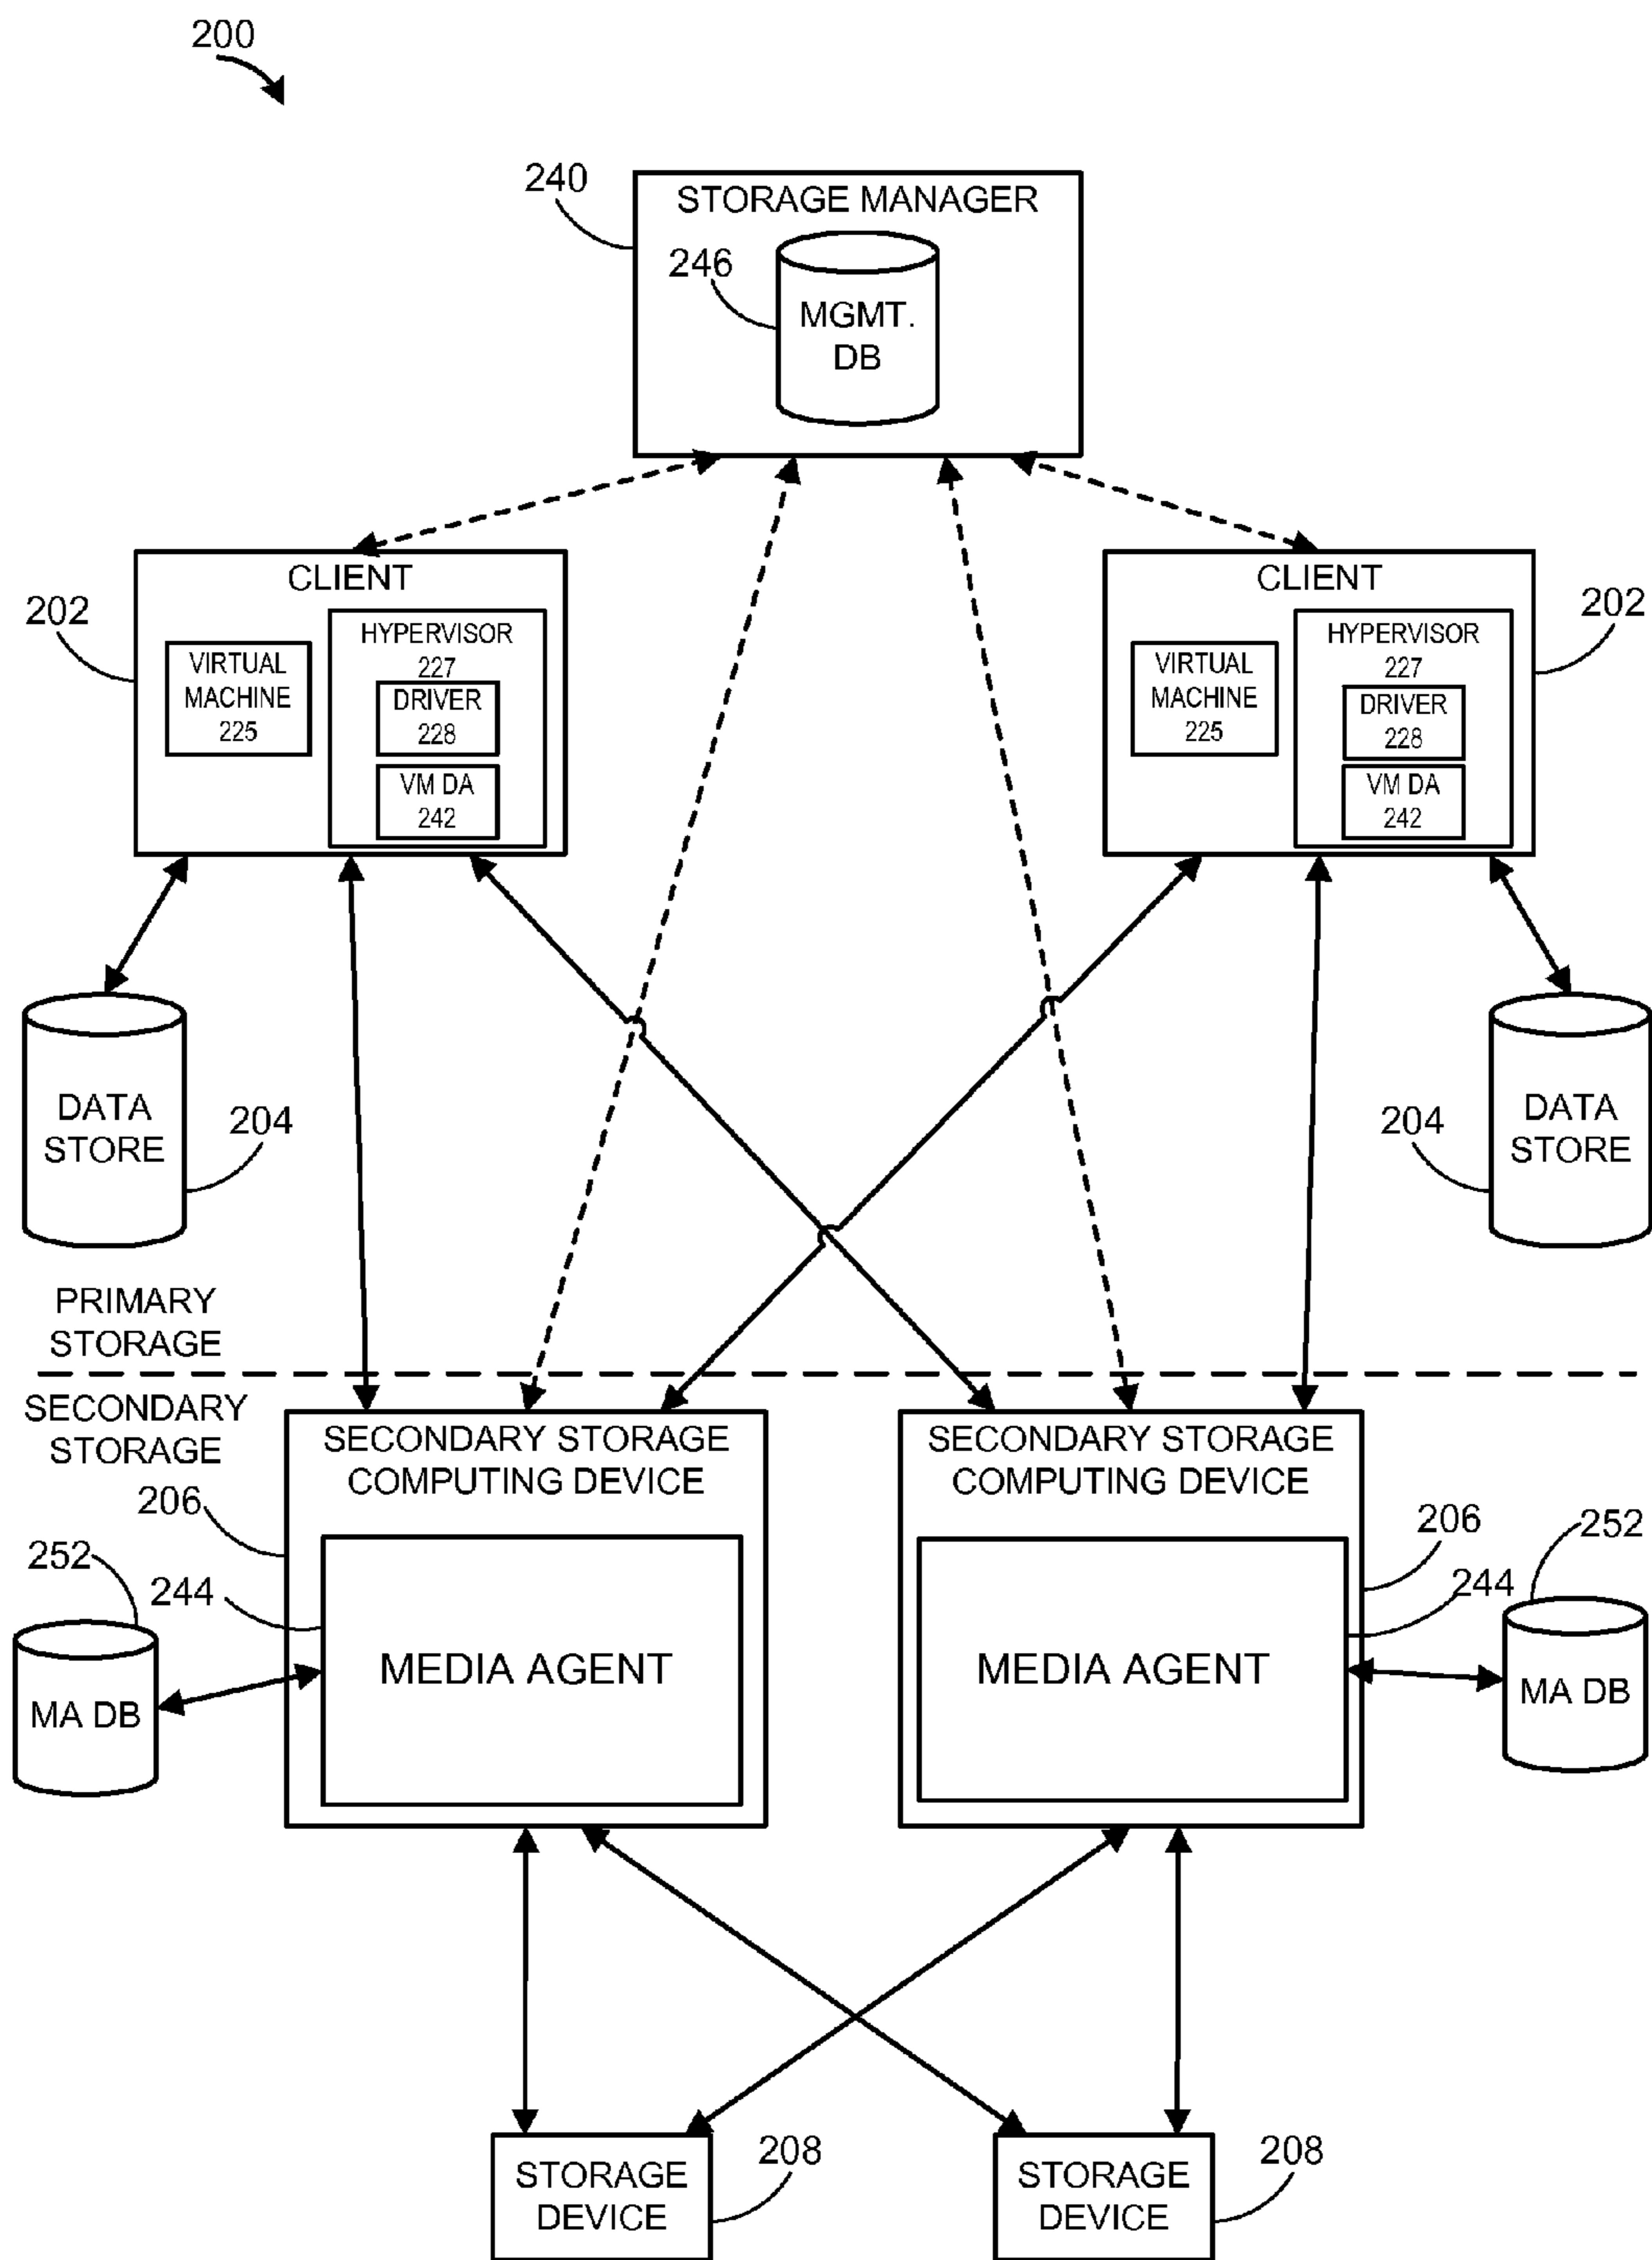 200
240
STORAGE MANAGER
246
MGMT.
DB
CLIENT
202
VIRTUAL
MACHINE
225
HYPERVISOR
227
DRIVER
228
VM DA
242
CLIENT
202
VIRTUAL
MACHINE
225
HYPERVISOR
227
DRIVER
228
VM DA
242
DATA
STORE
204
204
DATA
STORE
PRIMARY
STORAGE
SECONDARY
STORAGE
SECONDARY STORAGE
COMPUTING DEVICE
206
252
244
MEDIA AGENT
MA DB
SECONDARY STORAGE
COMPUTING DEVICE
206
252
244
MEDIA AGENT
MA DB
STORAGE
DEVICE
208
STORAGE
DEVICE
208